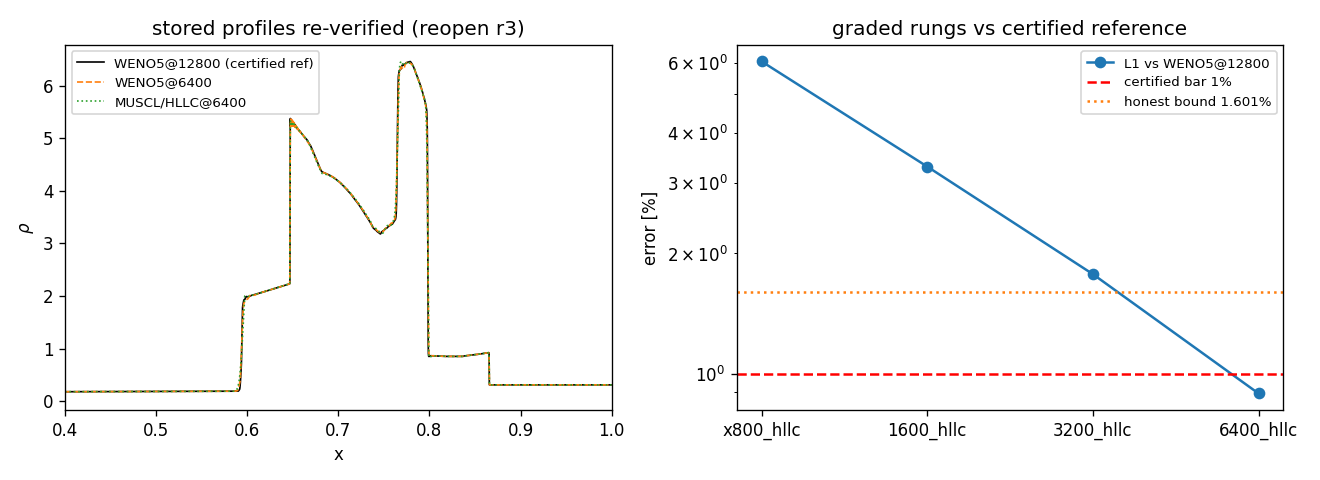 stored profiles re-verified (reopen r3)
WENO5@12800 (certified ref)
WENO5@6400
MUSCL/HLLC@6400
ρ
6
5
4
3
2
1
0
0.4 0.5 0.6 0.7 0.8 0.9 1.0
x
graded rungs vs certified reference
L1 vs WENO5@12800
certified bar 1%
honest bound 1.601%
error [%]
6 × 10⁰
4 × 10⁰
3 × 10⁰
2 × 10⁰
10⁰
x800_hllc 1600_hllc 3200_hllc 6400_hllc